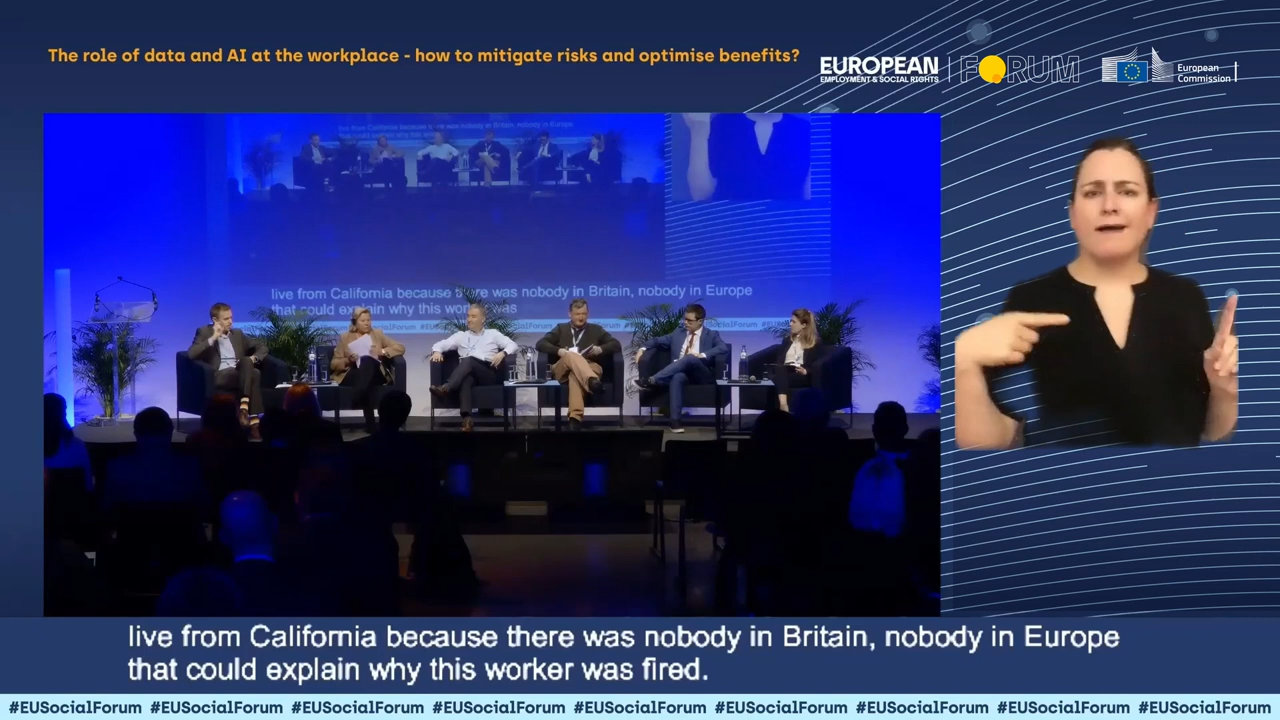 The role of data and AI at the workplace - how to mitigate risks and optimise benefits?
EUROPEAN
EMPLOYMENT & SOCIAL RIGHTS
FORUM
European
Commission
live from California because there was nobody in Britain, nobody in Europe
that could explain why this worker was
#EUSocialForum
live from California because there was nobody in Britain, nobody in Europe
that could explain why this worker was fired.
#EUSocialForum #EUSocialForum #EUSocialForum #EUSocialForum #EUSocialForum #EUSocialForum #EUSocialForum #EUSocialForum #EUSocialForum